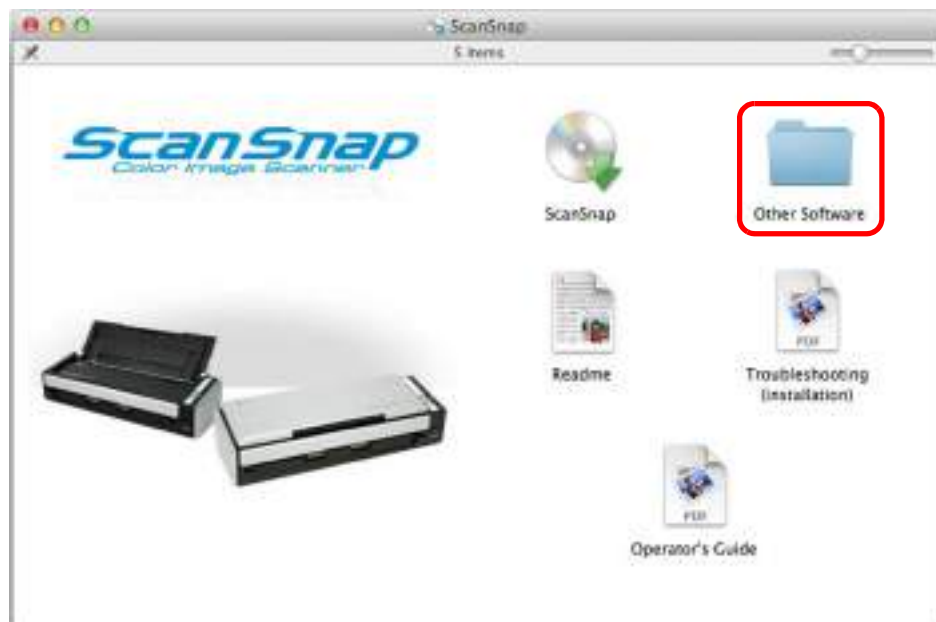 ScanSnap
5 items
ScanSnap
Color Image Scanner
ScanSnap
Other Software
PDF
Readme
Troubleshooting
(installation)
PDF
Operator's Guide